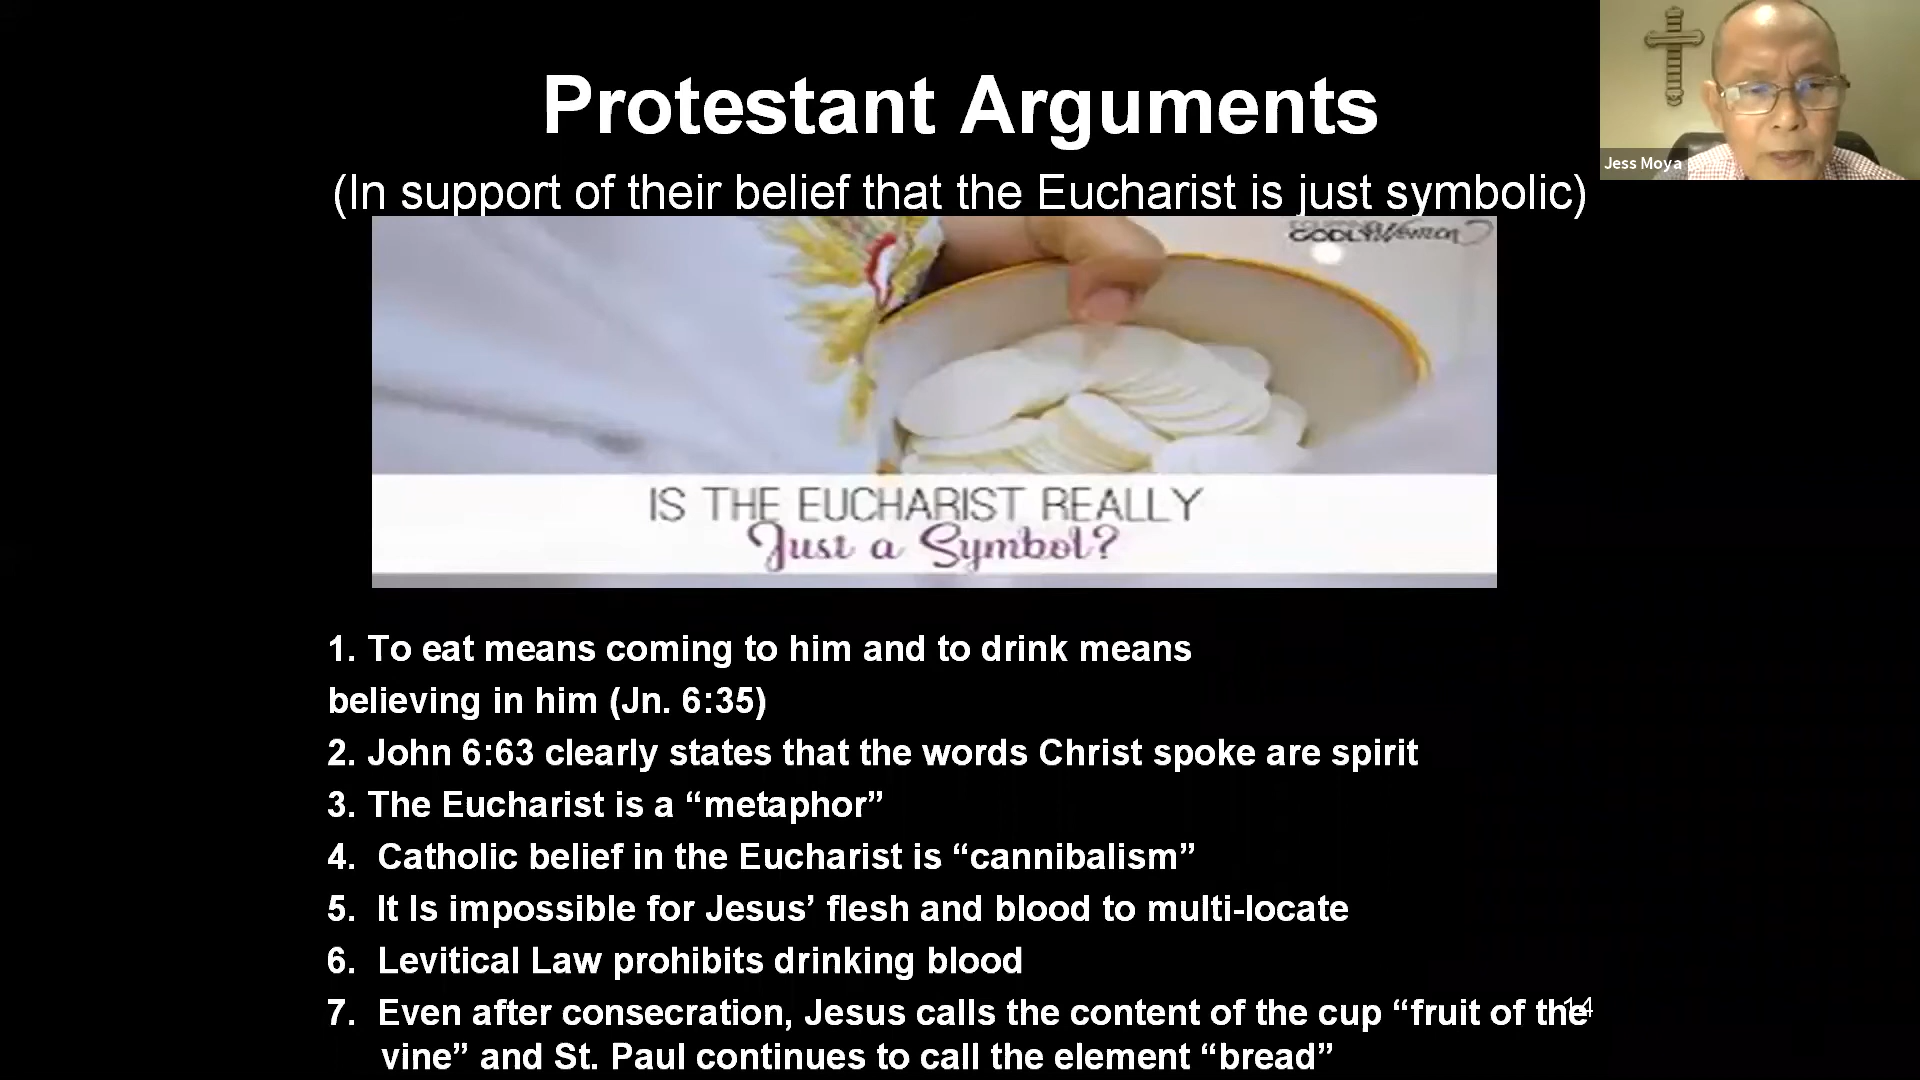 Protestant Arguments
(In support of their belief that the Eucharist is just symbolic)
Jess Moya
GODLY Women
IS THE EUCHARIST REALLY
Just a Symbol?
1. To eat means coming to him and to drink means
believing in him (Jn. 6:35)
2. John 6:63 clearly states that the words Christ spoke are spirit
3. The Eucharist is a “metaphor”
4. Catholic belief in the Eucharist is “cannibalism”
5. It Is impossible for Jesus’ flesh and blood to multi-locate
6. Levitical Law prohibits drinking blood
7. Even after consecration, Jesus calls the content of the cup “fruit of the
14
vine” and St. Paul continues to call the element “bread”